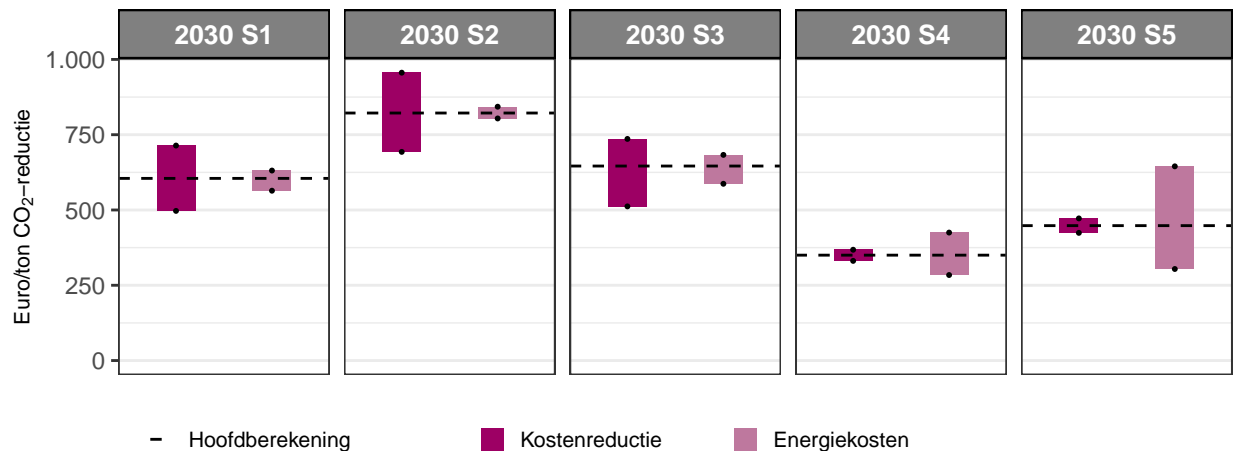 2030 S1 2030 S2 2030 S3 2030 S4 2030 S5
Euro/ton CO₂−reductie
1.000
750
500
250
0
Hoofdberekening Kostenreductie Energiekosten